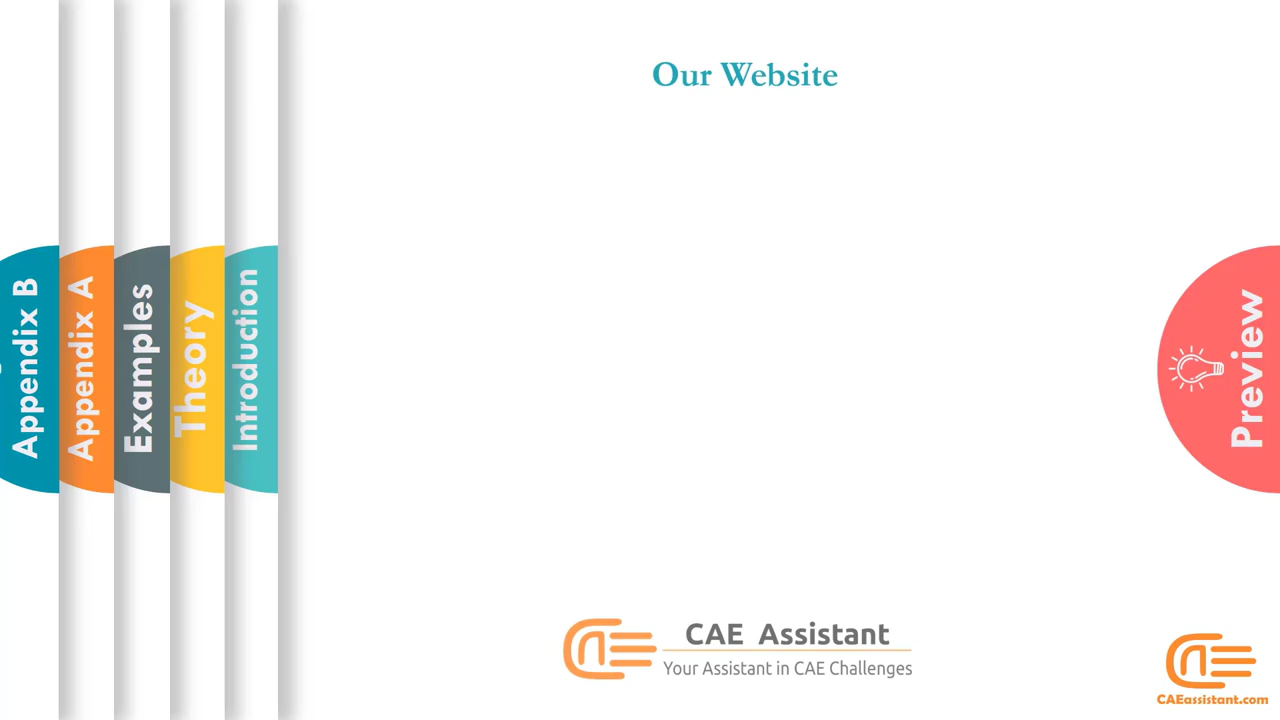 Our Website
Appendix B
Appendix A
Examples
Theory
Introduction
Preview
CAE Assistant
Your Assistant in CAE Challenges
CAEassistant.com